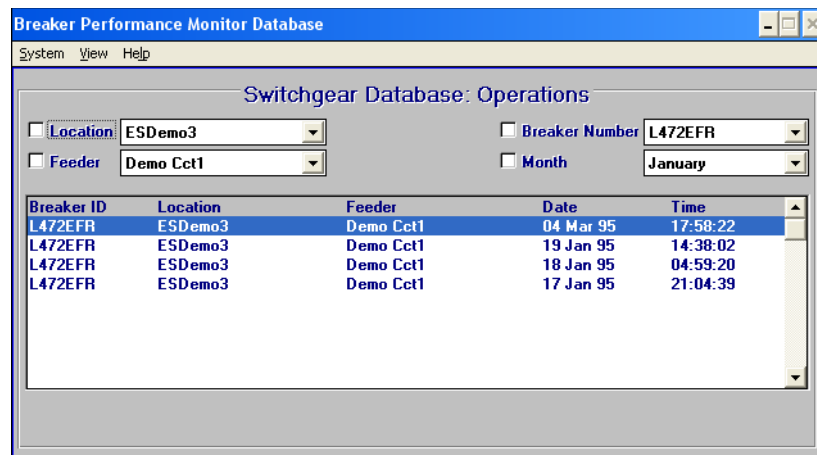 Breaker Performance Monitor Database
System View Help
Switchgear Database: Operations
Location ESDemo3 Breaker Number L472EFR
Feeder Demo Cct1 Month January
Breaker ID Location Feeder Date Time
L472EFR ESDemo3 Demo Cct1 04 Mar 95 17:58:22
L472EFR ESDemo3 Demo Cct1 19 Jan 95 14:38:02
L472EFR ESDemo3 Demo Cct1 18 Jan 95 04:59:20
L472EFR ESDemo3 Demo Cct1 17 Jan 95 21:04:39